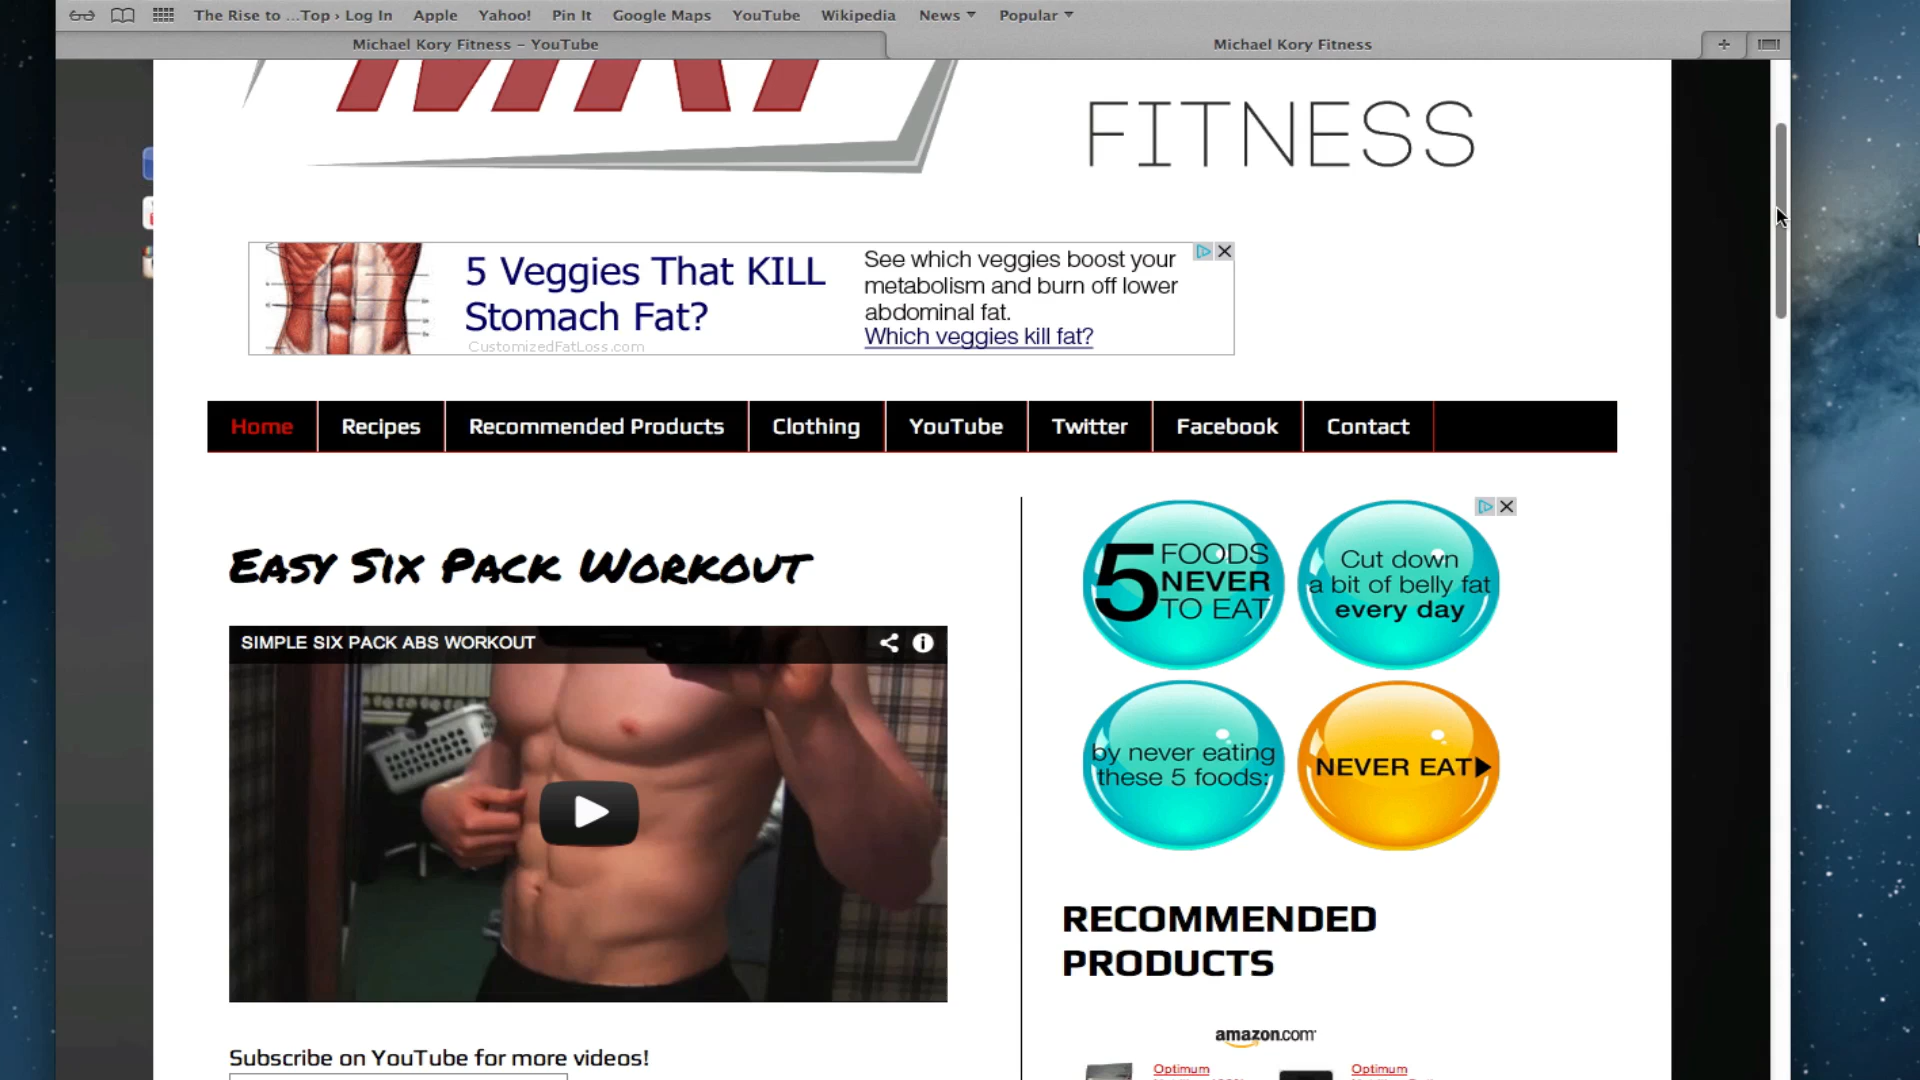 The Rise to ...Top › Log In Apple Yahoo! Pin It Google Maps YouTube Wikipedia News Popular
Michael Kory Fitness – YouTube
Michael Kory Fitness
FITNESS
5 Veggies That KILL
Stomach Fat?
CustomizedFatLoss.com
See which veggies boost your
metabolism and burn off lower
abdominal fat.
Which veggies kill fat?
Home Recipes Recommended Products Clothing YouTube Twitter Facebook Contact
Easy Six Pack Workout
SIMPLE SIX PACK ABS WORKOUT
Subscribe on YouTube for more videos!
5 FOODS
NEVER
TO EAT
Cut down
a bit of belly fat
every day
by never eating
these 5 foods:
NEVER EAT
RECOMMENDED
PRODUCTS
amazon.com
Optimum
Optimum